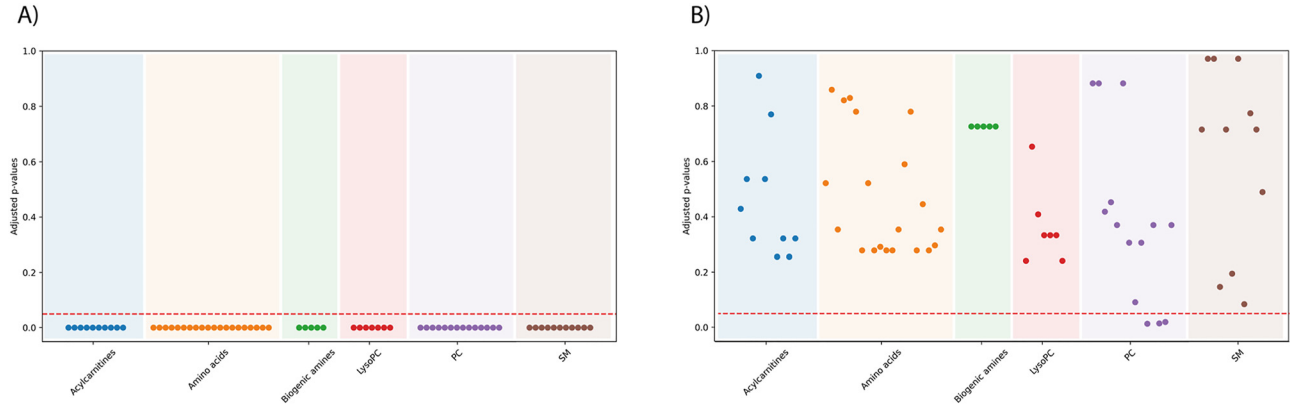 A)
1.0
0.8
0.6
0.4
0.2
0.0
Adjusted p-values
Acylcarnitines
Amino acids
Biogenic amines
LysoPC
PC
SM
B)
1.0
0.8
0.6
0.4
0.2
0.0
Adjusted p-values
Acylcarnitines
Amino acids
Biogenic amines
LysoPC
PC
SM